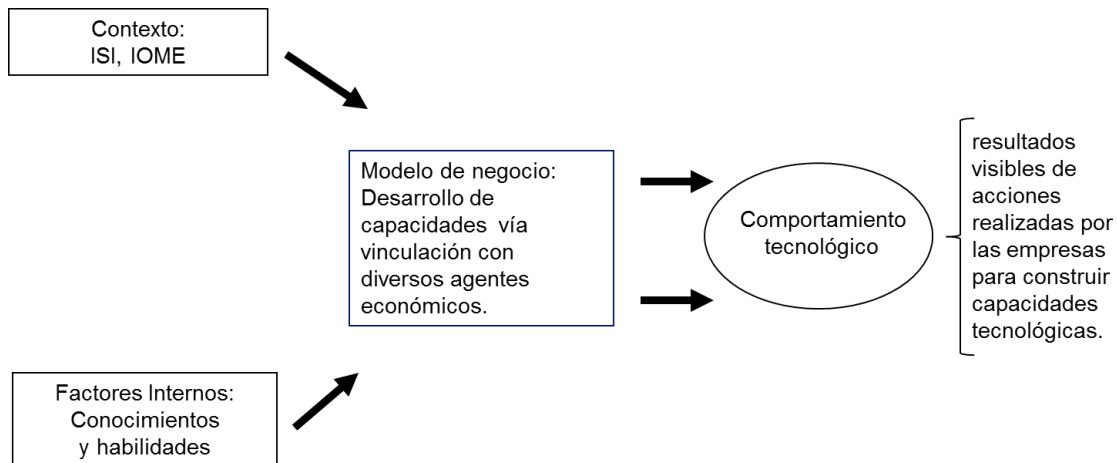 Contexto:
ISI, IOME
Modelo de negocio:
Desarrollo de
capacidades vía
vinculación con
diversos agentes
económicos.
Comportamiento
tecnológico
resultados
visibles de
acciones
realizadas por
las empresas
para construir
capacidades
tecnológicas.
Factores Internos:
Conocimientos
y habilidades